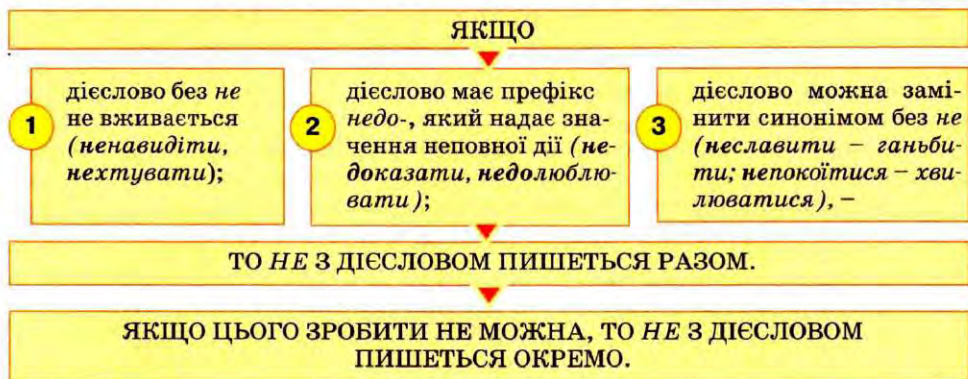 ЯКЩО
1
дієслово без не
не вживається
(ненавидіти,
нехтувати);
2
дієслово має префікс
недо-, який надає зна-
чення неповної дії (не-
доказати, недолюблю-
вати);
3
дієслово можна замі-
нити синонімом без не
(неславити – ганьби-
ти; непокоїтися – хви-
люватися), –
ТО НЕ З ДІЄСЛОВОМ ПИШЕТЬСЯ РАЗОМ.
ЯКЩО ЦЬОГО ЗРОБИТИ НЕ МОЖНА, ТО НЕ З ДІЄСЛОВОМ
ПИШЕТЬСЯ ОКРЕМО.